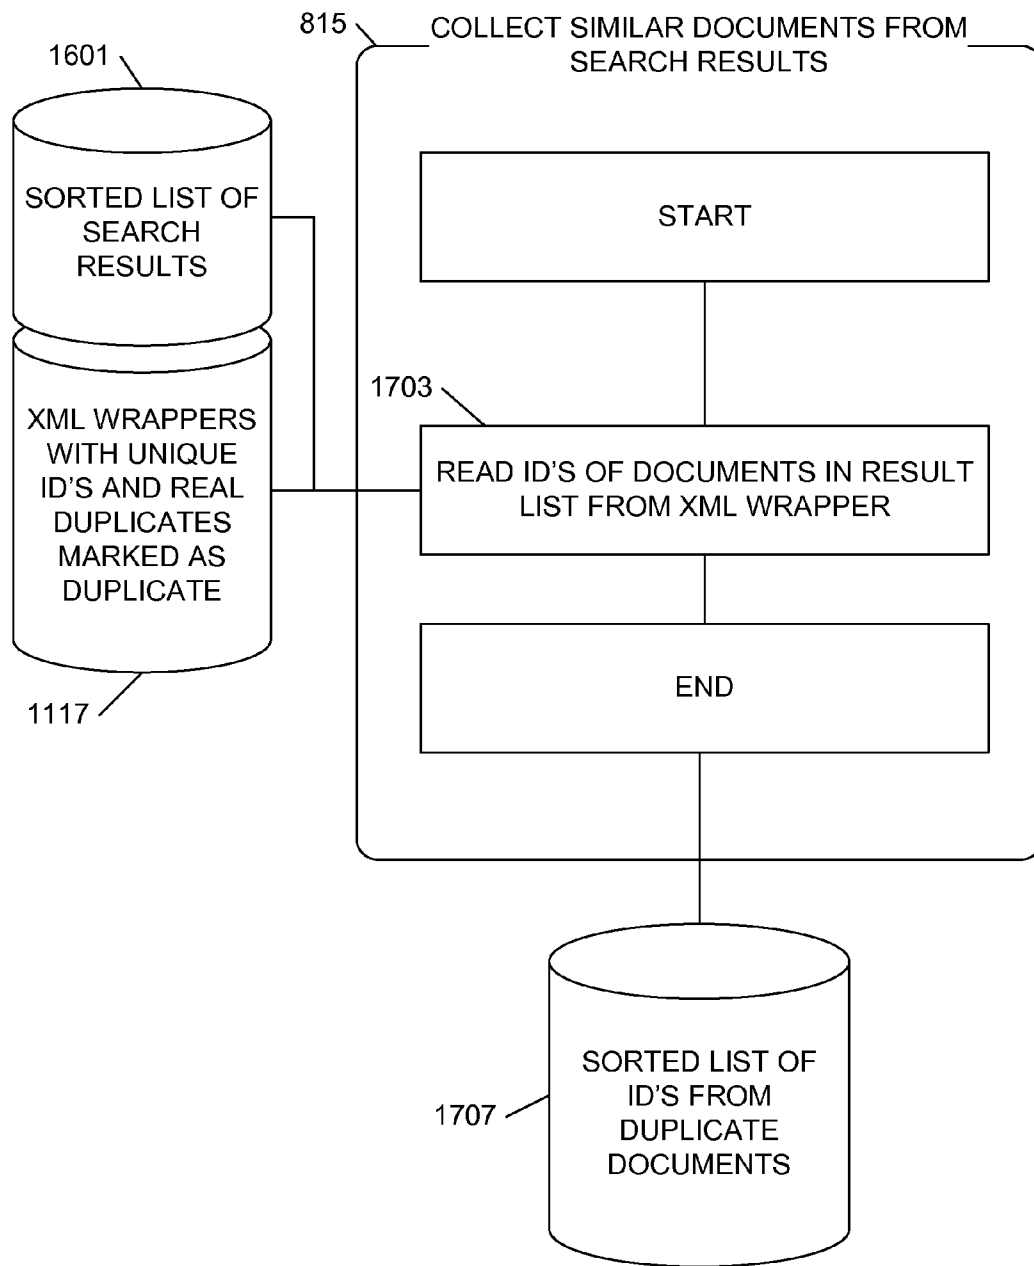 815
COLLECT SIMILAR DOCUMENTS FROM
SEARCH RESULTS
1601
SORTED LIST OF
SEARCH
RESULTS
START
1703
XML WRAPPERS
WITH UNIQUE
ID'S AND REAL
DUPLICATES
MARKED AS
DUPLICATE
READ ID'S OF DOCUMENTS IN RESULT
LIST FROM XML WRAPPER
END
1117
1707
SORTED LIST OF
ID'S FROM
DUPLICATE
DOCUMENTS